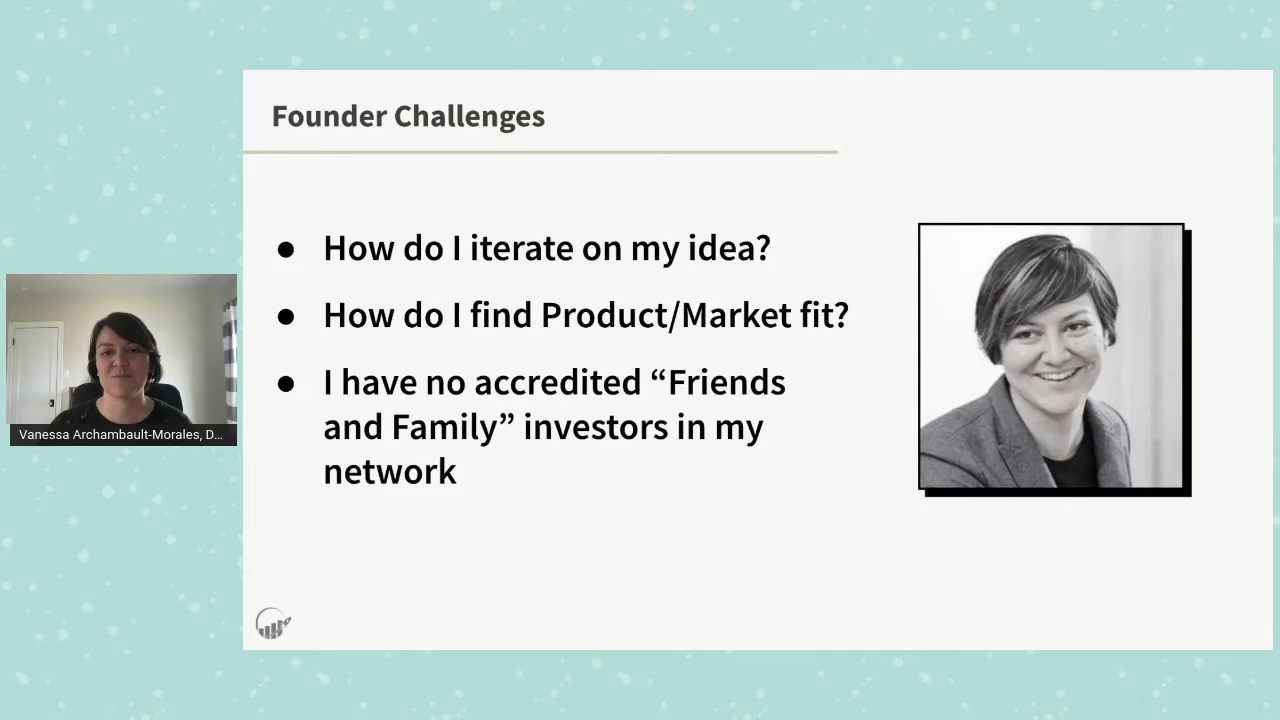 Founder Challenges
● How do I iterate on my idea?
● How do I find Product/Market fit?
● I have no accredited “Friends
and Family” investors in my
network
Vanessa Archambault-Morales, D...